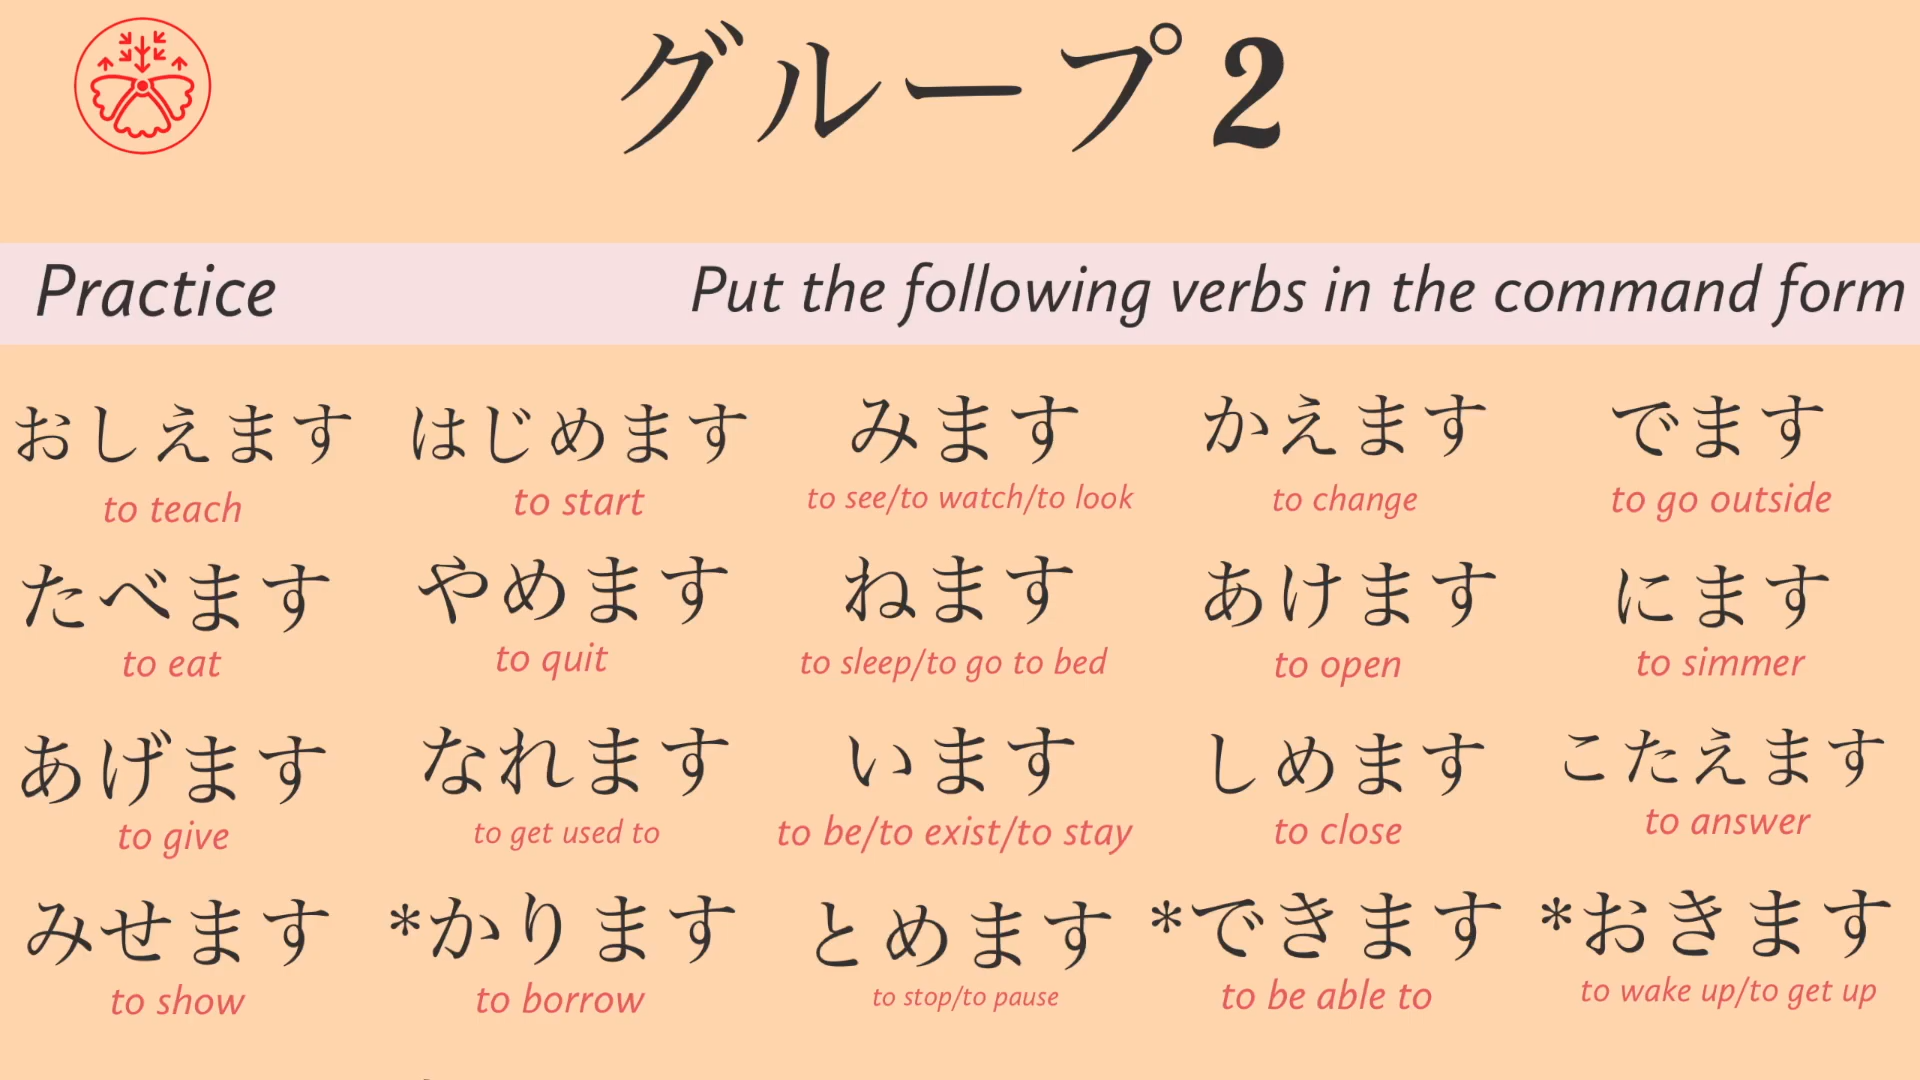 グループ 2
Practice Put the following verbs in the command form
おしえます はじめます みます かえます でます
to teach to start to see/to watch/to look to change to go outside
たべます やめます ねます あけます にます
to eat to quit to sleep/to go to bed to open to simmer
あげます なれます います しめます こたえます
to give to get used to to be/to exist/to stay to close to answer
みせます *かります とめます *できます *おきます
to show to borrow to stop/to pause to be able to to wake up/to get up